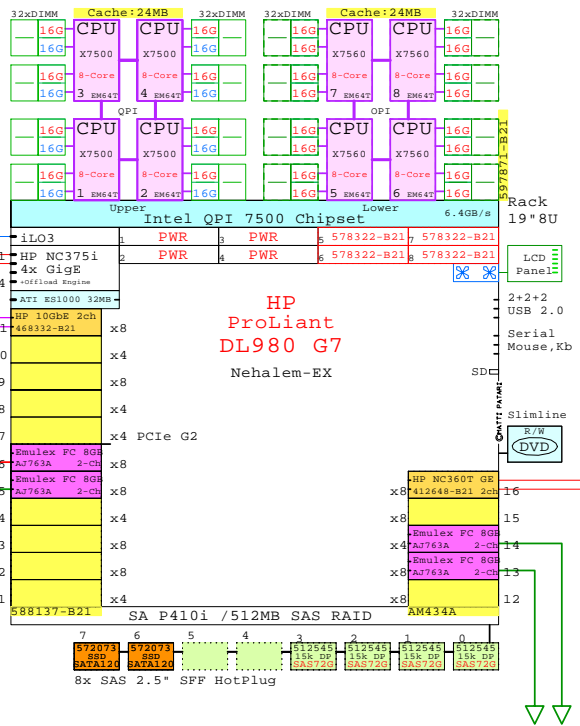 32xDIMM Cache:24MB 32xDIMM 32xDIMM Cache:24MB 32xDIMM
16G CPU CPU 16G 16G CPU CPU 16G
16G X7500 X7500 16G 16G X7560 X7560 16G
16G 8-Core 8-Core 16G 16G 8-Core 8-Core 16G
16G 3 EM64T 4 EM64T 16G 16G 7 EM64T 8 EM64T 16G
QPI QPI
16G CPU CPU 16G 16G CPU CPU 16G
16G X7500 X7500 16G 16G X7560 X7560 16G
16G 8-Core 8-Core 16G 16G 8-Core 8-Core 16G
16G 1 EM64T 2 EM64T 16G 16G 5 EM64T 6 EM64T 16G
597871-B21
Upper Lower
Intel QPI 7500 Chipset 6.4GB/s
Rack
19"8U
iLO3
1 PWR 3 PWR 5 578322-B21 7 578322-B21
2 PWR 4 PWR 6 578322-B21 8 578322-B21
HP NC375i
4x GigE
+Offload Engine
ATI ES1000 32MB
LCD
Panel
HP
ProLiant
DL980 G7
Nehalem-EX
2+2+2
USB 2.0
Serial
Mouse,Kb
SD
©MATTI PATARI
Slimline
R/W
DVD
HP 10GbE 2ch
468332-B21 x8
x4
x8
x4
x4 PCIe G2
Emulex FC 8GB
AJ763A 2-Ch x8
Emulex FC 8GB
AJ763A 2-Ch x8
x4
x8
x4
x8
x4
588137-B21
HP NC360T GE
x8 412648-B21 2ch 16
x8 15
Emulex FC 8GB
x4 AJ763A 2-Ch 14
Emulex FC 8GB
x8 AJ763A 2-Ch 13
x8 12
AM434A
SA P410i /512MB SAS RAID
7 6 5 4 3 2 1 0
572073 572073 512545 512545 512545 512545
SSD SSD 15k DP 15k DP 15k DP 15k DP
SATA120 SATA120 SAS72G SAS72G SAS72G SAS72G
8x SAS 2.5" SFF HotPlug